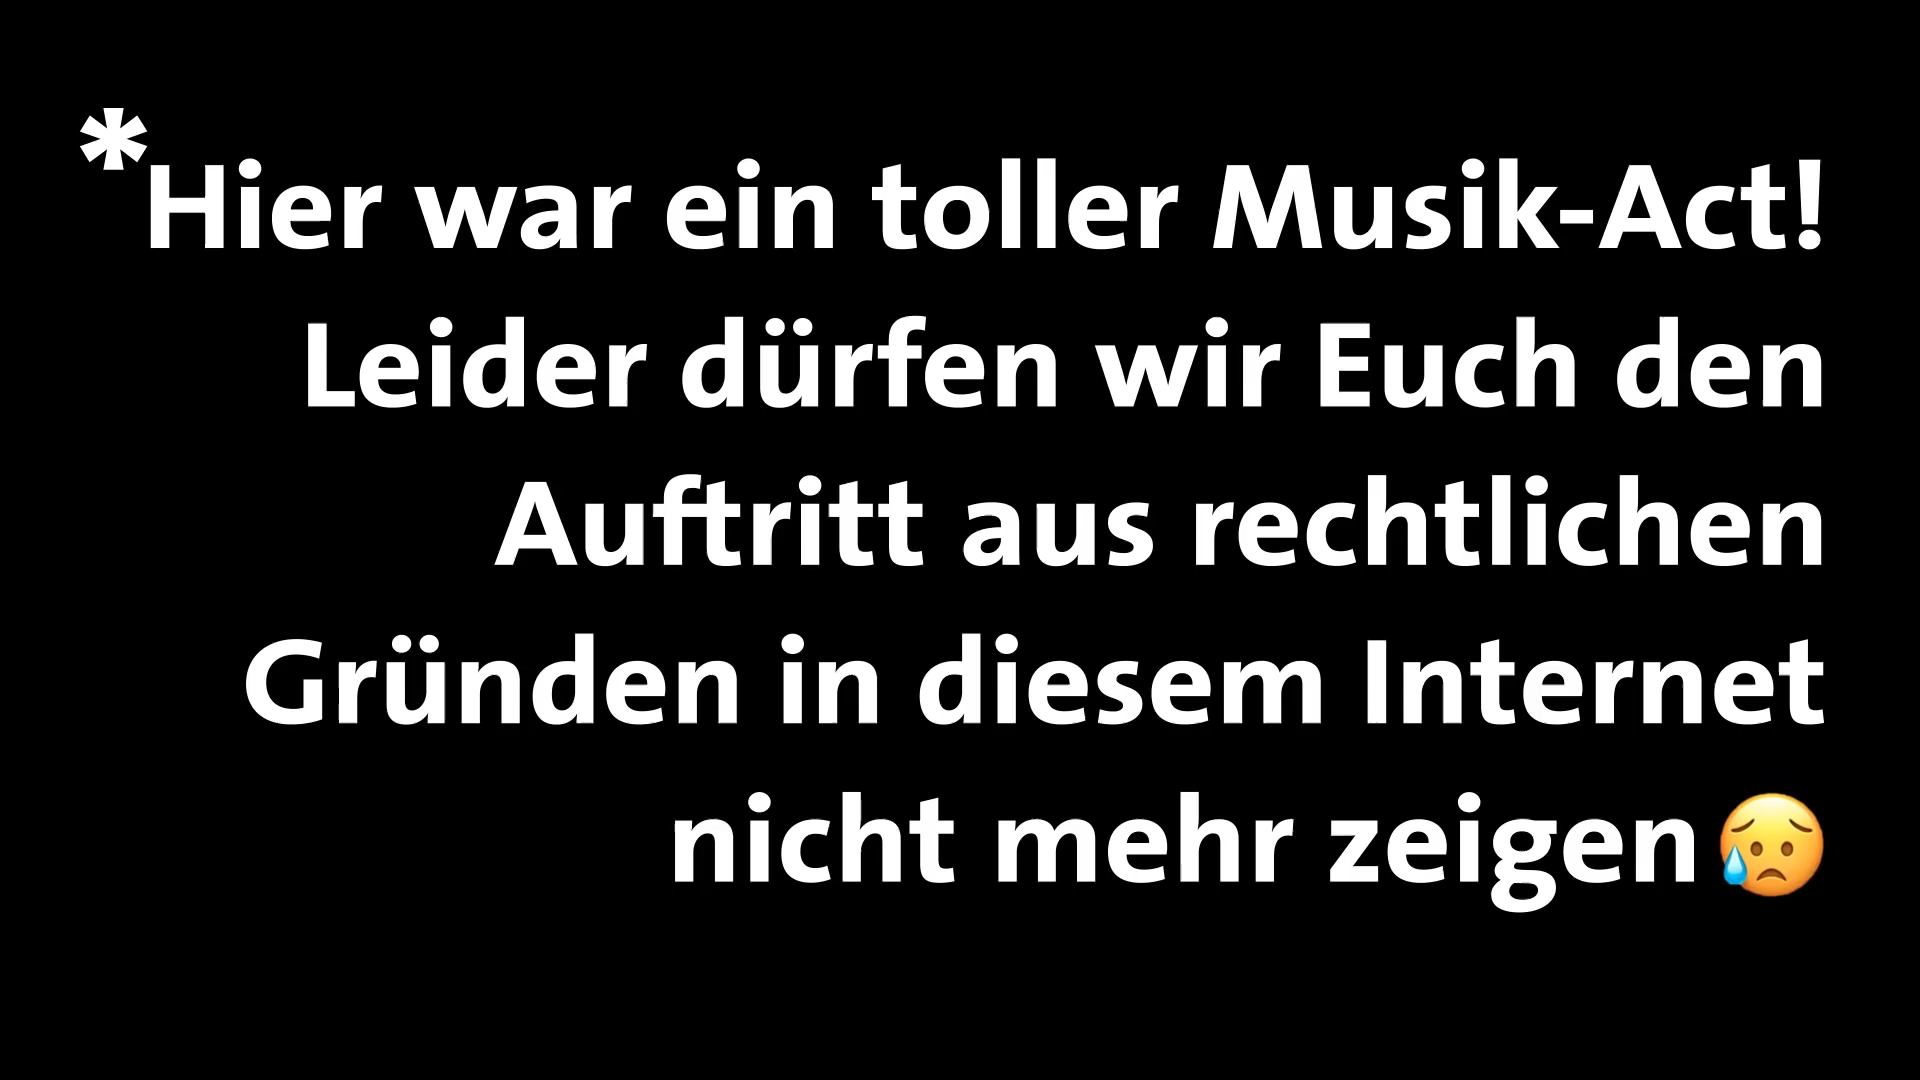 *Hier war ein toller Musik-Act!
Leider dürfen wir Euch den
Auftritt aus rechtlichen
Gründen in diesem Internet
nicht mehr zeigen😥